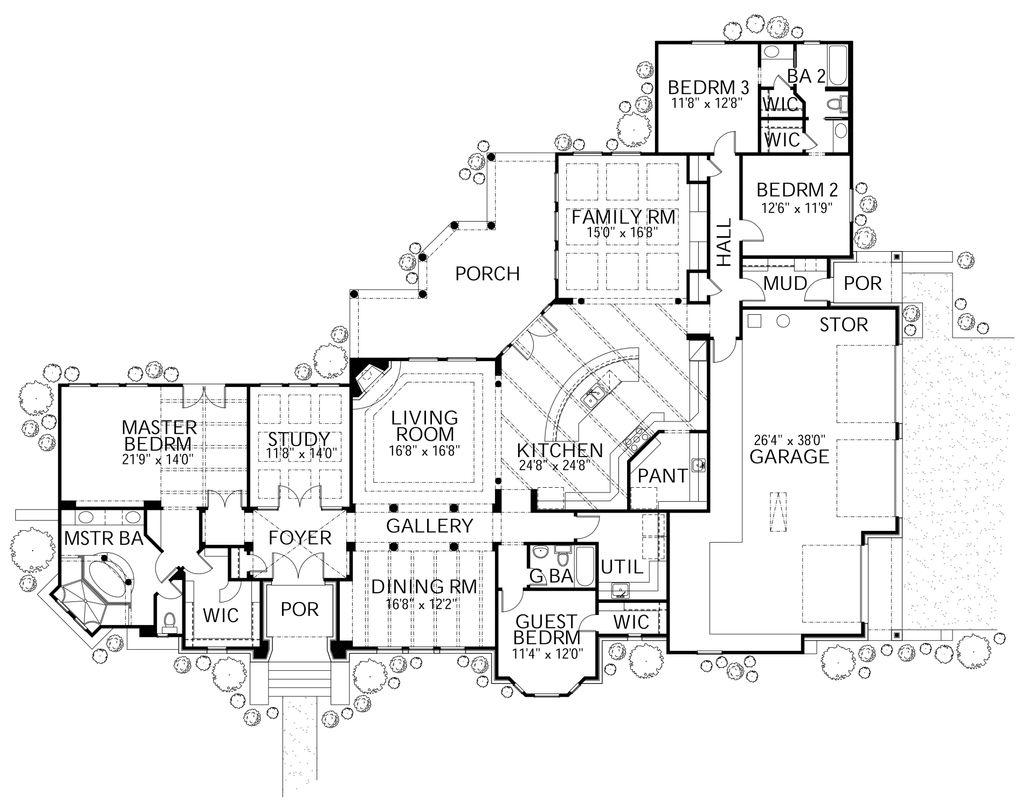 BEDRM 3
11'8" x 12'8"
BA 2
WIC
WIC
BEDRM 2
12'6" x 11'9"
FAMILY RM
15'0" x 16'8"
HALL
PORCH
MUD
POR
STOR
MASTER
BEDRM
21'9" x 14'0"
STUDY
11'8" x 14'0"
LIVING
ROOM
16'8" x 16'8"
KITCHEN
24'8" x 24'8"
PANT
26'4" x 38'0"
GARAGE
MSTR BA
FOYER
GALLERY
UTIL
G BA
DINING RM
16'8" x 12'2"
WIC
POR
GUEST
BEDRM
11'4" x 12'0"
WIC